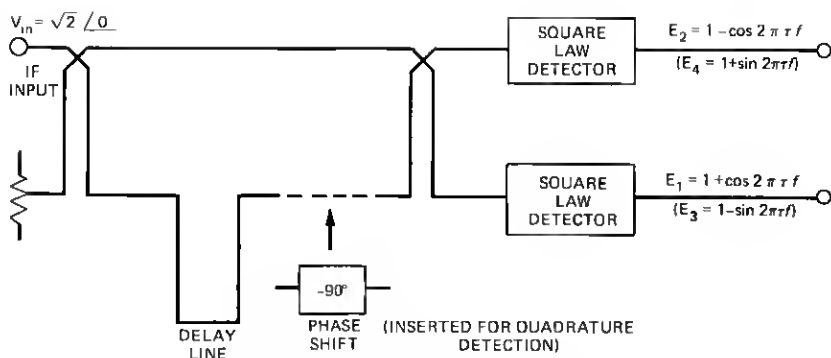 V_in = √2 /0
IF
INPUT
SQUARE
LAW
DETECTOR
E_2 = 1 − cos 2 π τ f
(E_4 = 1+sin 2πτf)
SQUARE
LAW
DETECTOR
E_1 = 1 + cos 2 π τ f
(E_3 = 1−sin 2πτf)
−90°
DELAY
LINE
PHASE
SHIFT
(INSERTED FOR QUADRATURE
DETECTION)